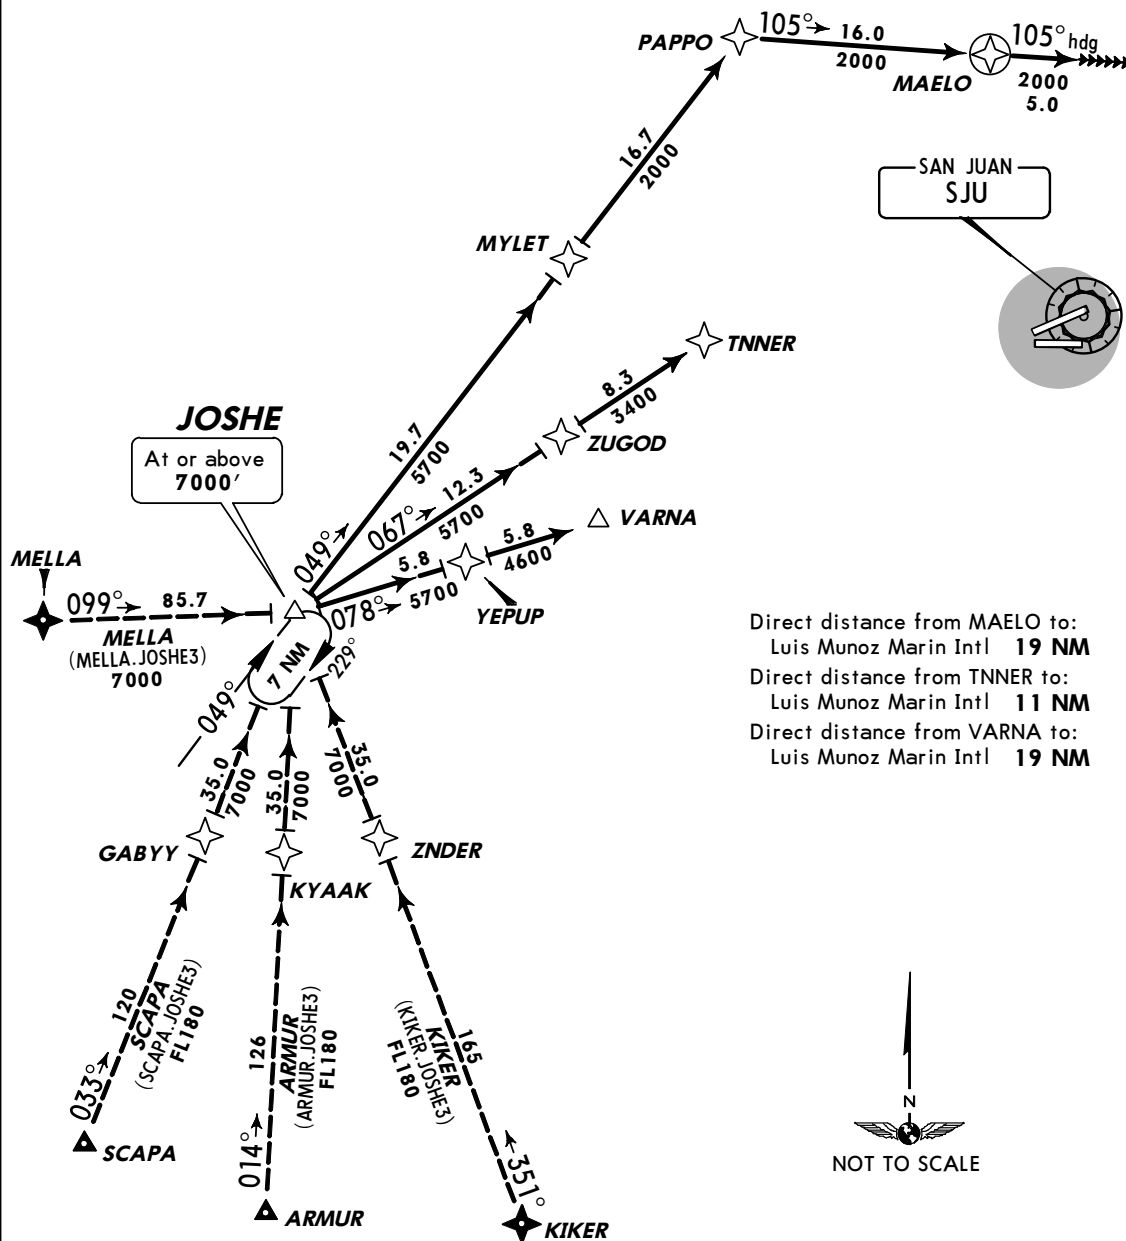 PAPPO
105°
16.0
2000
MAELO
105° hdg
2000
5.0
SAN JUAN
SJU
16.7
2000
MYLET
TNNER
8.3
3400
ZUGOD
JOSHE
At or above
7000'
19.7
5700
049°
067°
12.3
5700
VARNA
5.8
4600
5.8
5700
078°
YEPUP
MELLA
099°
85.7
MELLA
(MELLA.JOSHE3)
7000
7 NM
229°
049°
Direct distance from MAELO to:
Luis Munoz Marin Intl 19 NM
Direct distance from TNNER to:
Luis Munoz Marin Intl 11 NM
Direct distance from VARNA to:
Luis Munoz Marin Intl 19 NM
35.0
7000
35.0
7000
35.0
7000
GABYY
KYAAK
ZNDER
120
SCAPA
(SCAPA.JOSHE3)
FL180
033°
SCAPA
126
ARMUR
(ARMUR.JOSHE3)
FL180
014°
ARMUR
165
KIKER
(KIKER.JOSHE3)
FL180
351°
KIKER
N
NOT TO SCALE